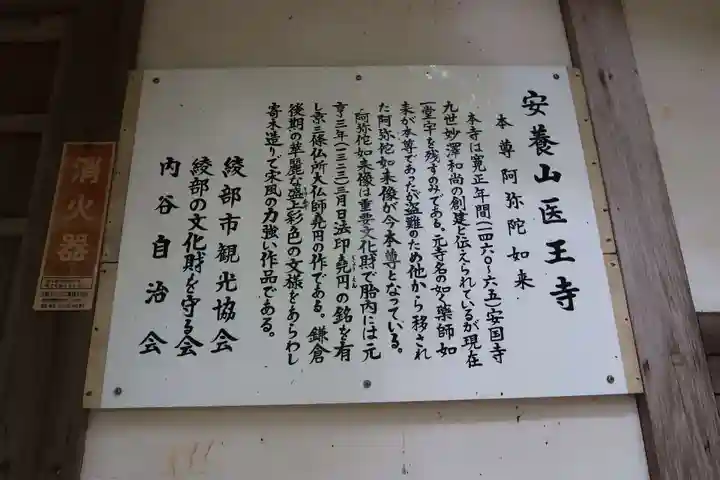 安養山医王寺
本尊阿弥陀如来
本寺は寛正年間(一四六〇〜六五)安国寺
九世妙澤和尚の創建と伝えられているが現在
一堂宇を残すのみである。元寺名の如く薬師如
来が本尊であったが盗難のため他から移され
た阿弥陀如来像が今本尊となっている。
阿弥陀如来像は重要文化財で胎内には元
亨三年(一三二三)三月日法印堯円の銘を有
し京三條仏所大仏師堯円の作である。鎌倉
後期の華麗な盛上彩色の文様をあらわし
寄木造りで宋風の力強い作品である。
綾部市観光協会
綾部の文化財を守る会
内谷自治会
消火器